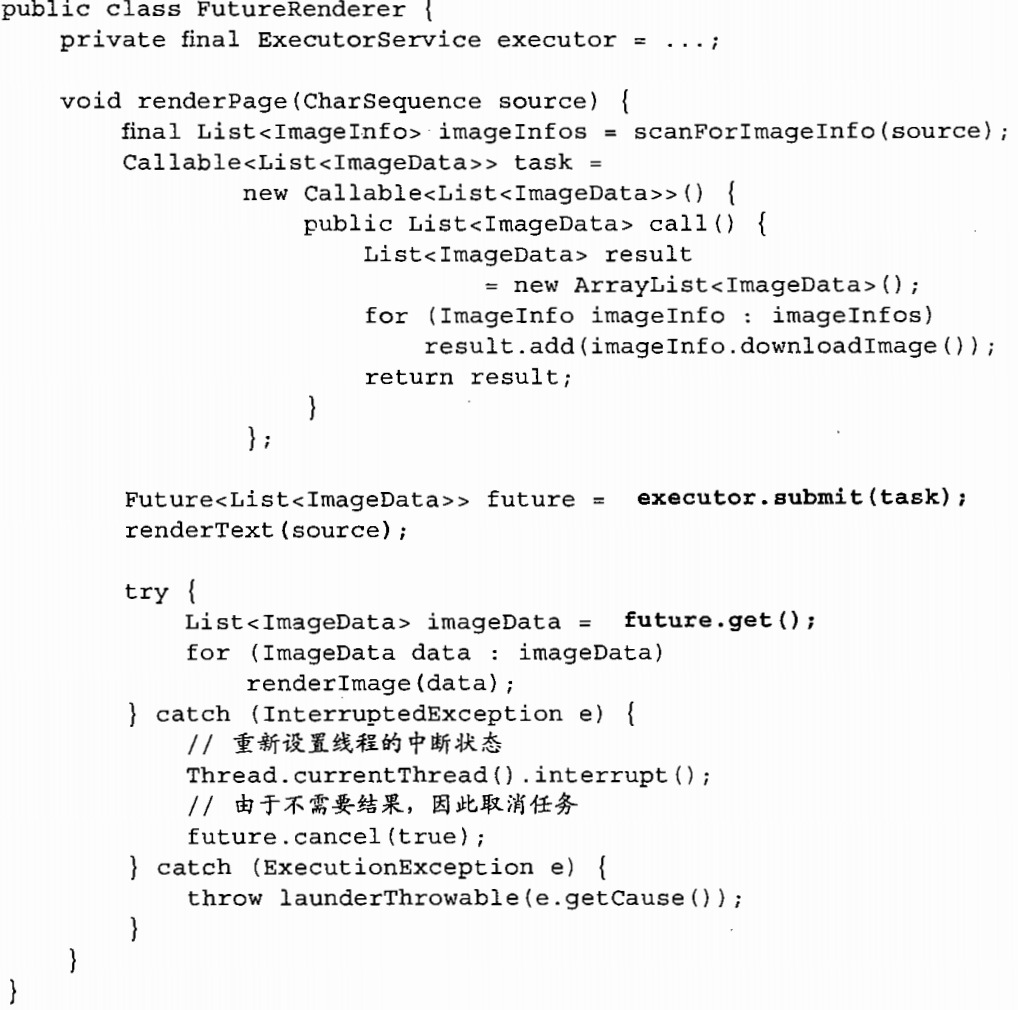 public class FutureRenderer {
    private final ExecutorService executor = ...;

    void renderPage(CharSequence source) {
        final List<ImageInfo> imageInfos = scanForImageInfo(source);
        Callable<List<ImageData>> task =
                new Callable<List<ImageData>>() {
                    public List<ImageData> call() {
                        List<ImageData> result
                                = new ArrayList<ImageData>();
                        for (ImageInfo imageInfo : imageInfos)
                            result.add(imageInfo.downloadImage());
                        return result;
                    }
                };

        Future<List<ImageData>> future = executor.submit(task);
        renderText(source);

        try {
            List<ImageData> imageData = future.get();
            for (ImageData data : imageData)
                renderImage(data);
        } catch (InterruptedException e) {
            // 重新设置线程的中断状态
            Thread.currentThread().interrupt();
            // 由于不需要结果，因此取消任务
            future.cancel(true);
        } catch (ExecutionException e) {
            throw launderThrowable(e.getCause());
        }
    }
}